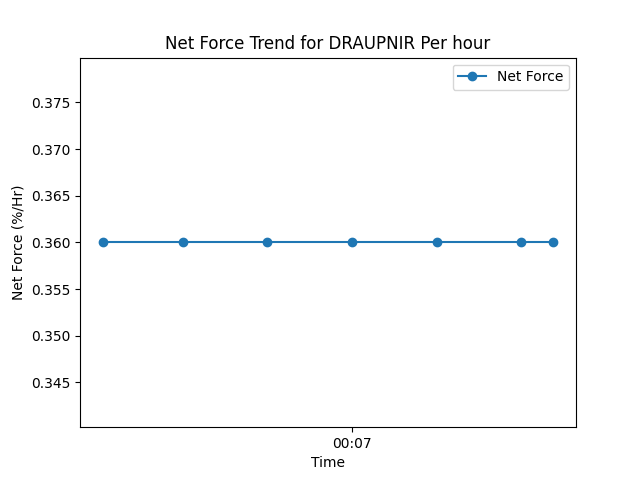 Net Force Trend for DRAUPNIR Per hour
Net Force
0.375
0.370
0.365
0.360
0.355
0.350
0.345
Net Force (%/Hr)
00:07
Time